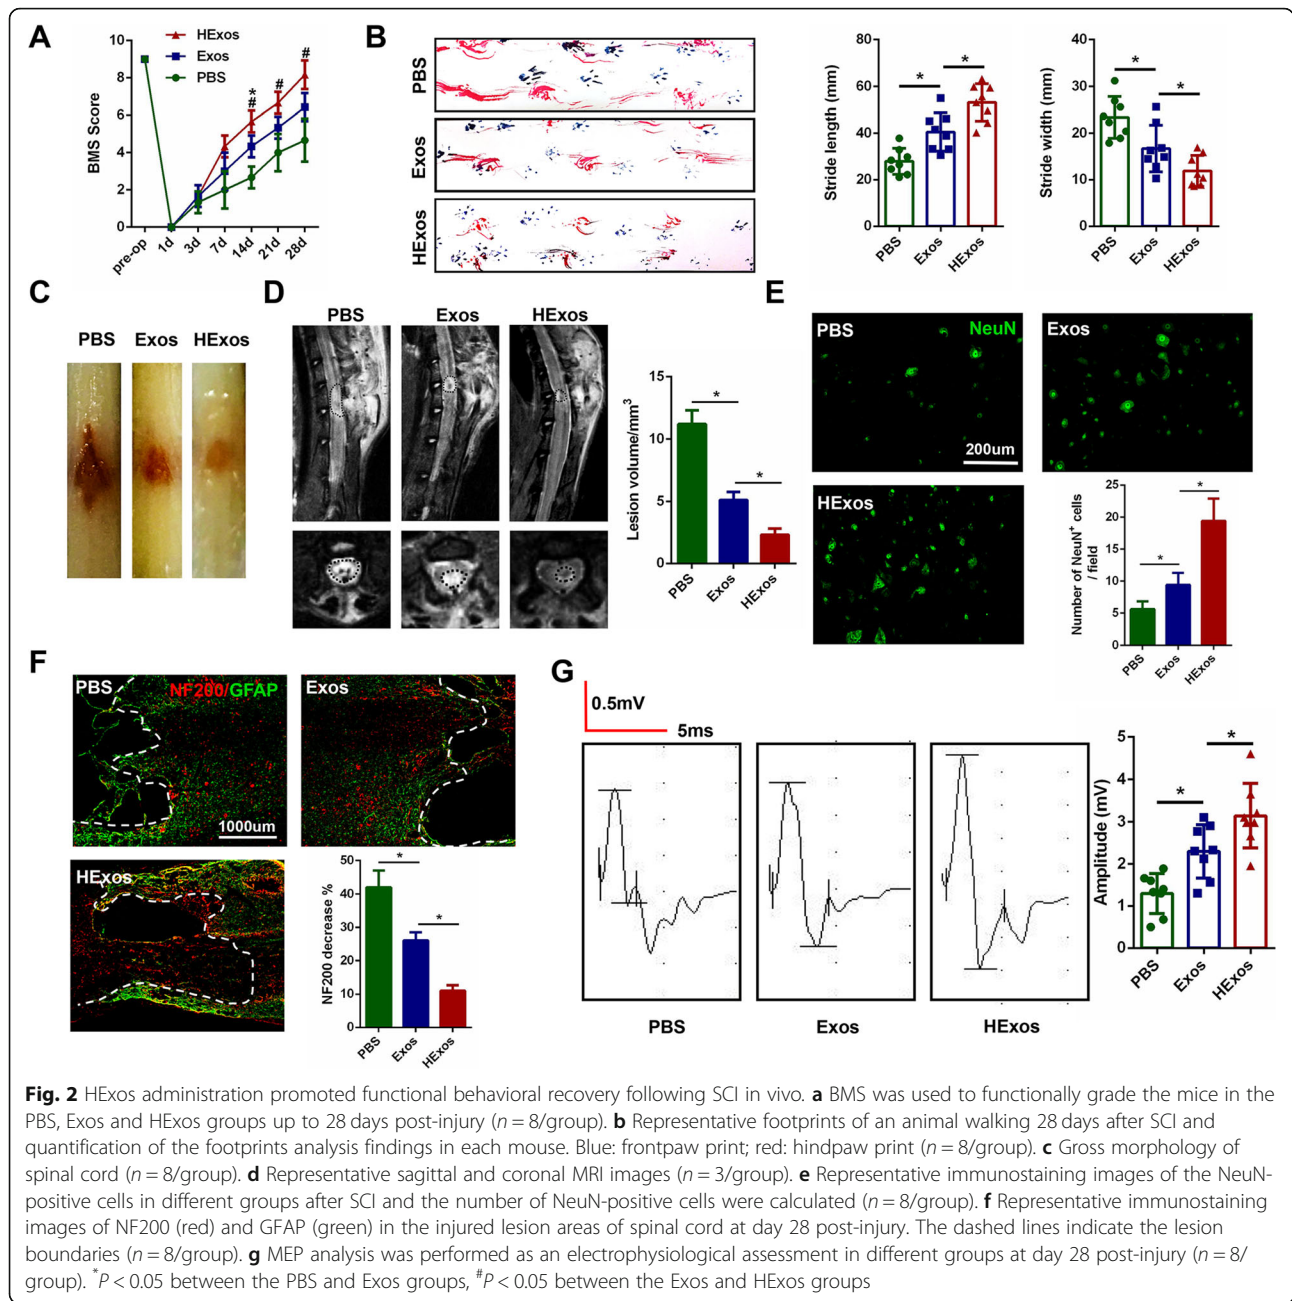 A
HExos
Exos
PBS
BMS Score
10
8
6
4
2
0
pre-op
1d
3d
7d
14d
21d
28d
*
#
#
#
B
PBS
Exos
HExos
Stride length (mm)
80
60
40
20
0
*
*
PBS
Exos
HExos
Stride width (mm)
40
30
20
10
0
*
*
PBS
Exos
HExos
C
PBS
Exos
HExos
D
PBS
Exos
HExos
Lesion volume/mm³
15
10
5
0
*
*
PBS
Exos
HExos
E
PBS
NeuN
200um
Exos
HExos
Number of NeuN⁺ cells
/ field
25
20
15
10
5
0
*
*
PBS
Exos
HExos
F
PBS
NF200/GFAP
1000um
Exos
HExos
NF200 decrease %
50
40
30
20
10
0
*
*
PBS
Exos
HExos
G
0.5mV
5ms
PBS
Exos
HExos
Amplitude (mV)
5
4
3
2
1
0
*
*
PBS
Exos
HExos
Fig. 2 HExos administration promoted functional behavioral recovery following SCI in vivo. a BMS was used to functionally grade the mice in the
PBS, Exos and HExos groups up to 28 days post-injury (n = 8/group). b Representative footprints of an animal walking 28 days after SCI and
quantification of the footprints analysis findings in each mouse. Blue: frontpaw print; red: hindpaw print (n = 8/group). c Gross morphology of
spinal cord (n = 8/group). d Representative sagittal and coronal MRI images (n = 3/group). e Representative immunostaining images of the NeuN-
positive cells in different groups after SCI and the number of NeuN-positive cells were calculated (n = 8/group). f Representative immunostaining
images of NF200 (red) and GFAP (green) in the injured lesion areas of spinal cord at day 28 post-injury. The dashed lines indicate the lesion
boundaries (n = 8/group). g MEP analysis was performed as an electrophysiological assessment in different groups at day 28 post-injury (n = 8/
group). *P < 0.05 between the PBS and Exos groups, #P < 0.05 between the Exos and HExos groups